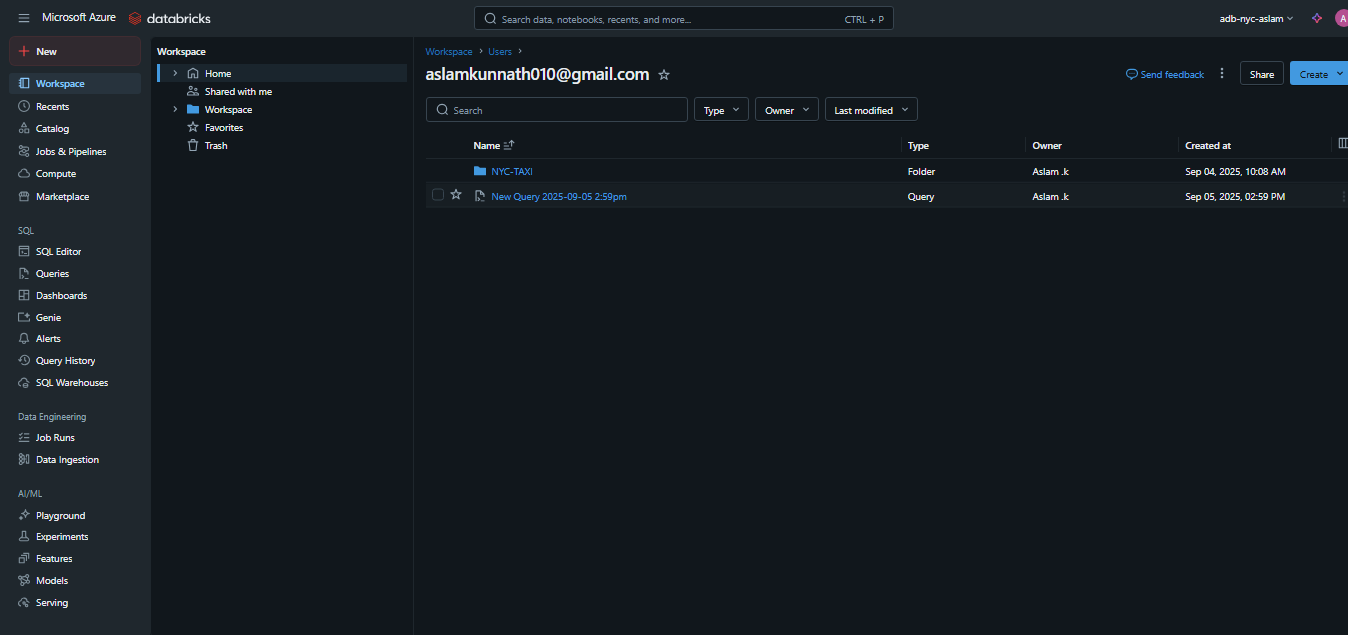 Microsoft Azure databricks
Search data, notebooks, recents, and more... CTRL + P
adb-nyc-aslam
A
New
Workspace
Recents
Catalog
Jobs & Pipelines
Compute
Marketplace
SQL
SQL Editor
Queries
Dashboards
Genie
Alerts
Query History
SQL Warehouses
Data Engineering
Job Runs
Data Ingestion
AI/ML
Playground
Experiments
Features
Models
Serving
Workspace
Home
Shared with me
Workspace
Favorites
Trash
Workspace › Users ›
aslamkunnath010@gmail.com
Send feedback
Share
Create
Search
Type
Owner
Last modified
Name Type Owner Created at
NYC-TAXI Folder Aslam .k Sep 04, 2025, 10:08 AM
New Query 2025-09-05 2:59pm Query Aslam .k Sep 05, 2025, 02:59 PM